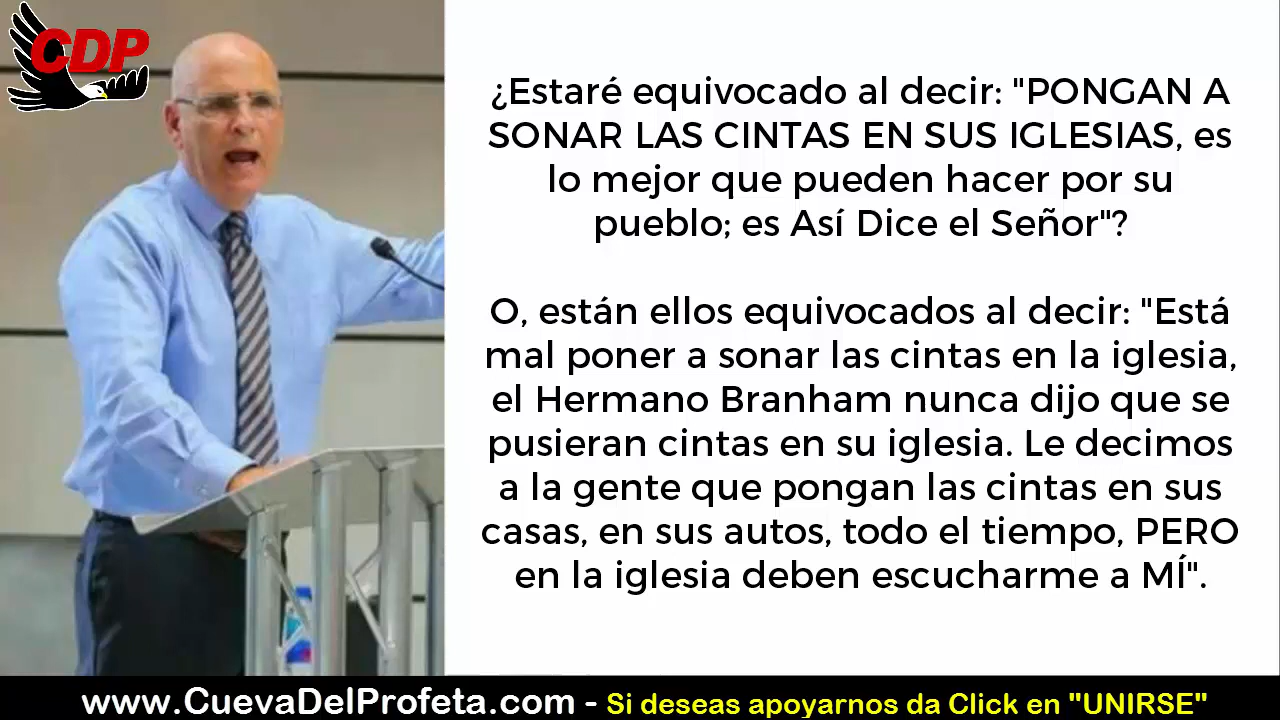 CDP
¿Estaré equivocado al decir: "PONGAN A
SONAR LAS CINTAS EN SUS IGLESIAS, es
lo mejor que pueden hacer por su
pueblo; es Así Dice el Señor"?
O, están ellos equivocados al decir: "Está
mal poner a sonar las cintas en la iglesia,
el Hermano Branham nunca dijo que se
pusieran cintas en su iglesia. Le decimos
a la gente que pongan las cintas en sus
casas, en sus autos, todo el tiempo, PERO
en la iglesia deben escucharme a MÍ".
www.CuevaDelProfeta.com - Si deseas apoyarnos da Click en "UNIRSE"